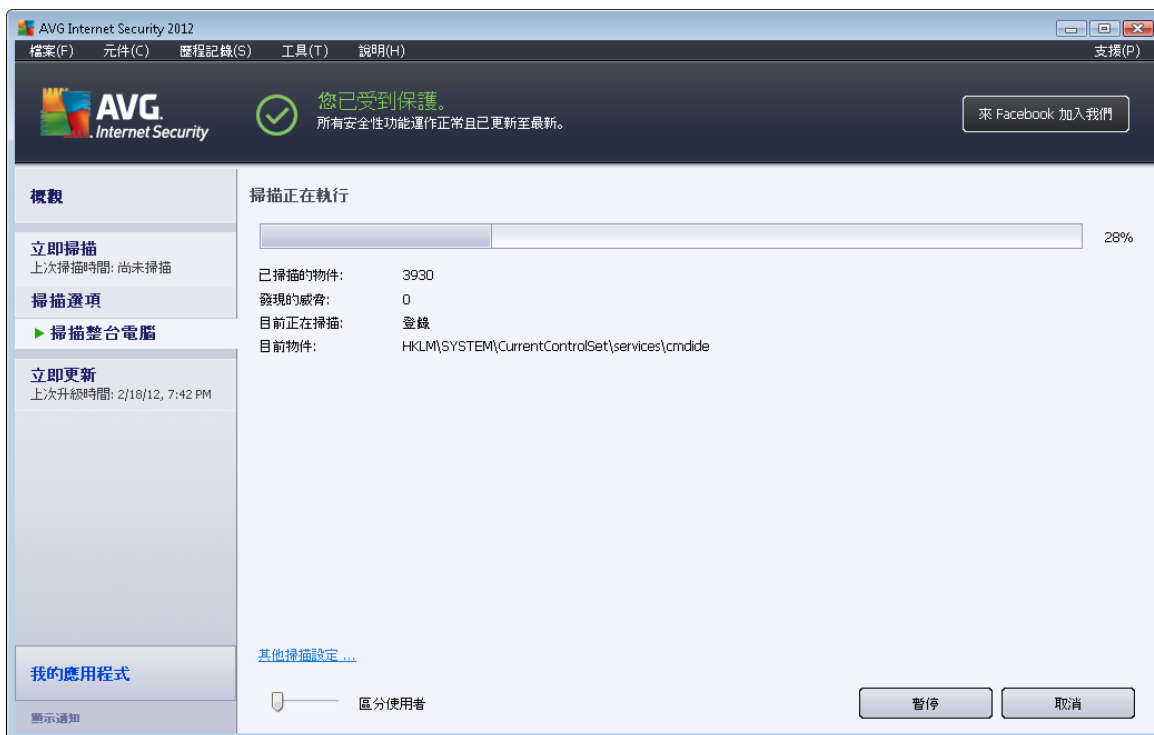 AVG Internet Security 2012
檔案(F) 元件(C) 歷程記錄(S) 工具(T) 說明(H) 支援(P)
AVG.
Internet Security
您已受到保護。
所有安全性功能運作正常且已更新至最新。
來 Facebook 加入我們
概觀
立即掃描
上次掃描時間: 尚未掃描
掃描選項
掃描整台電腦
立即更新
上次升級時間: 2/18/12, 7:42 PM
我的應用程式
顯示通知
掃描正在執行
28%
已掃描的物件: 3930
發現的威脅: 0
目前正在掃描: 登錄
目前物件: HKLM\SYSTEM\CurrentControlSet\services\cmdide
其他掃描設定 ...
區分使用者
暫停
取消